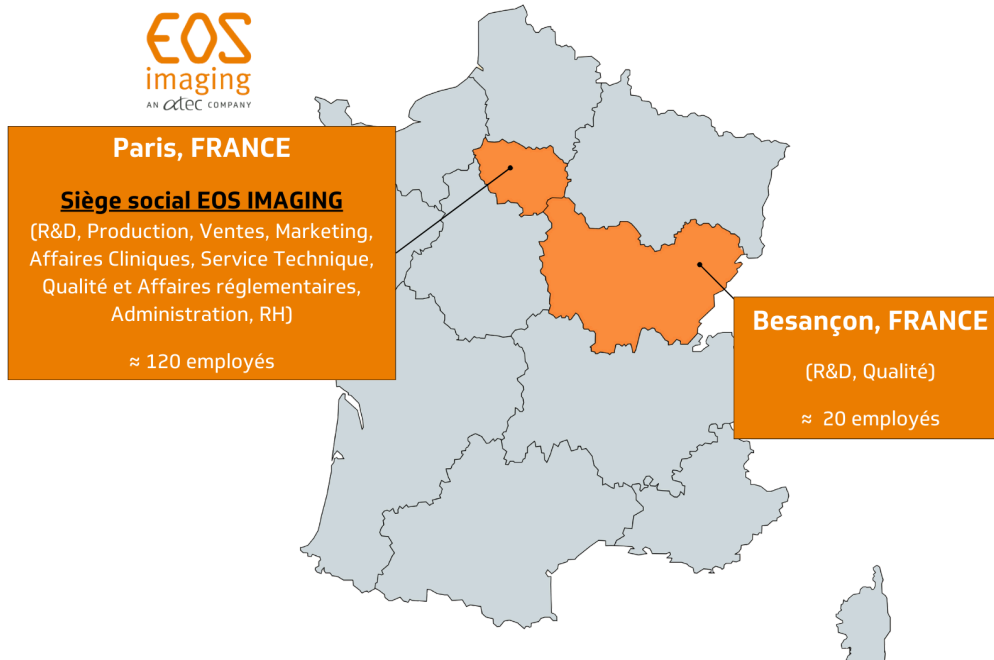 EOS
imaging
AN atec COMPANY
Paris, FRANCE
Siège social EOS IMAGING
(R&D, Production, Ventes, Marketing,
Affaires Cliniques, Service Technique,
Qualité et Affaires réglementaires,
Administration, RH)
≈ 120 employés
Besançon, FRANCE
(R&D, Qualité)
≈ 20 employés